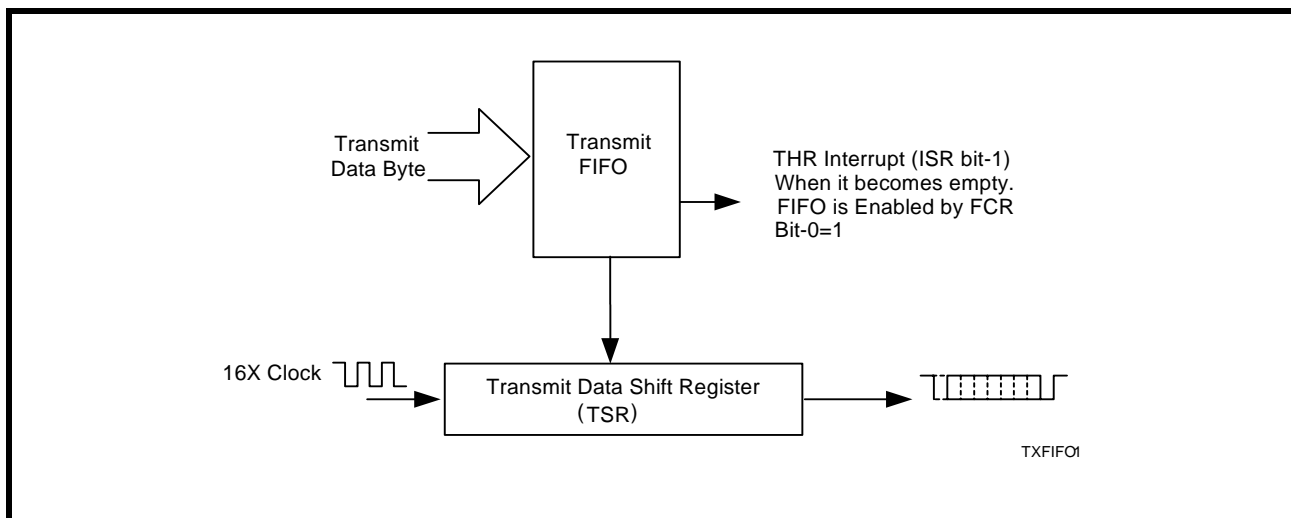 Transmit
Data Byte
Transmit
FIFO
THR Interrupt (ISR bit-1)
When it becomes empty.
FIFO is Enabled by FCR
Bit-0=1
16X Clock
Transmit Data Shift Register
(TSR)
TXFIFO1